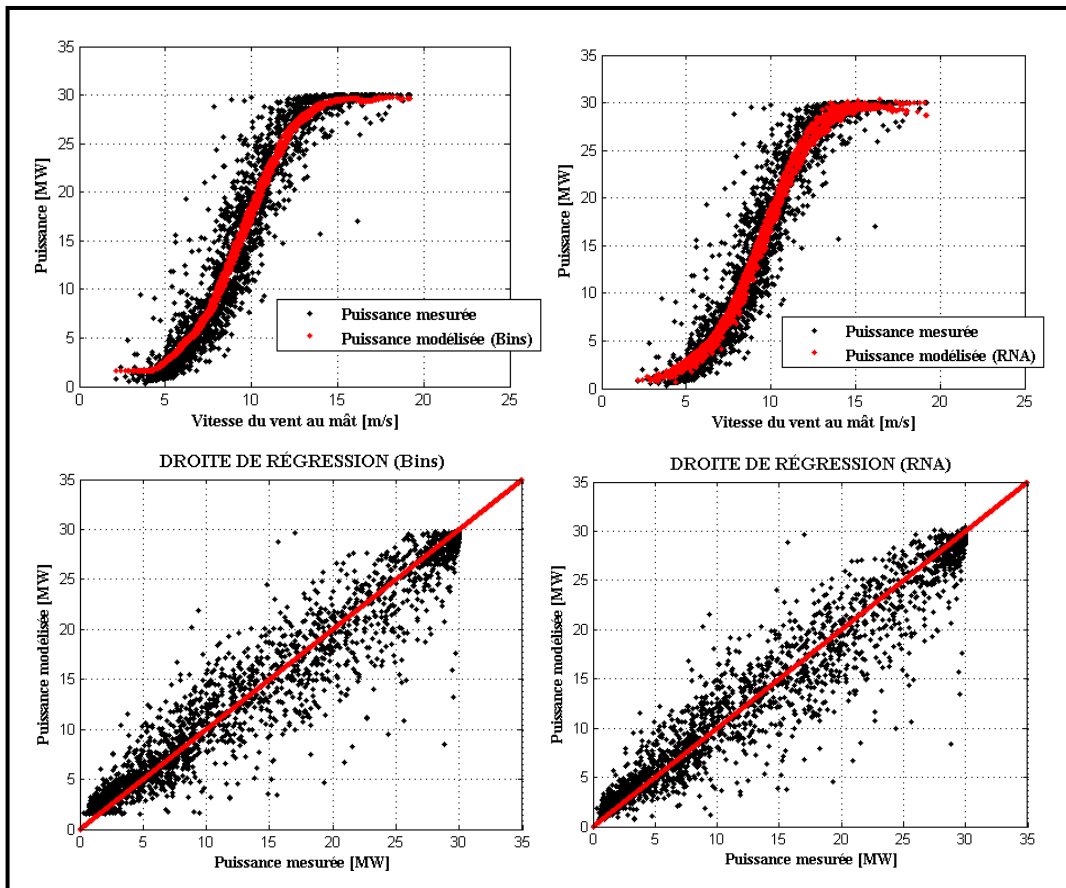 35
30
25
20
15
10
5
0
Puissance [MW]
Puissance mesurée
Puissance modélisée (Bins)
0 5 10 15 20 25
Vitesse du vent au mât [m/s]
35
30
25
20
15
10
5
0
Puissance [MW]
Puissance mesurée
Puissance modélisée (RNA)
0 5 10 15 20 25
Vitesse du vent au mât [m/s]
DROITE DE RÉGRESSION (Bins)
35
30
25
20
15
10
5
0
Puissance modélisée [MW]
0 5 10 15 20 25 30 35
Puissance mesurée [MW]
DROITE DE RÉGRESSION (RNA)
35
30
25
20
15
10
5
0
Puissance modélisée [MW]
0 5 10 15 20 25 30 35
Puissance mesurée [MW]